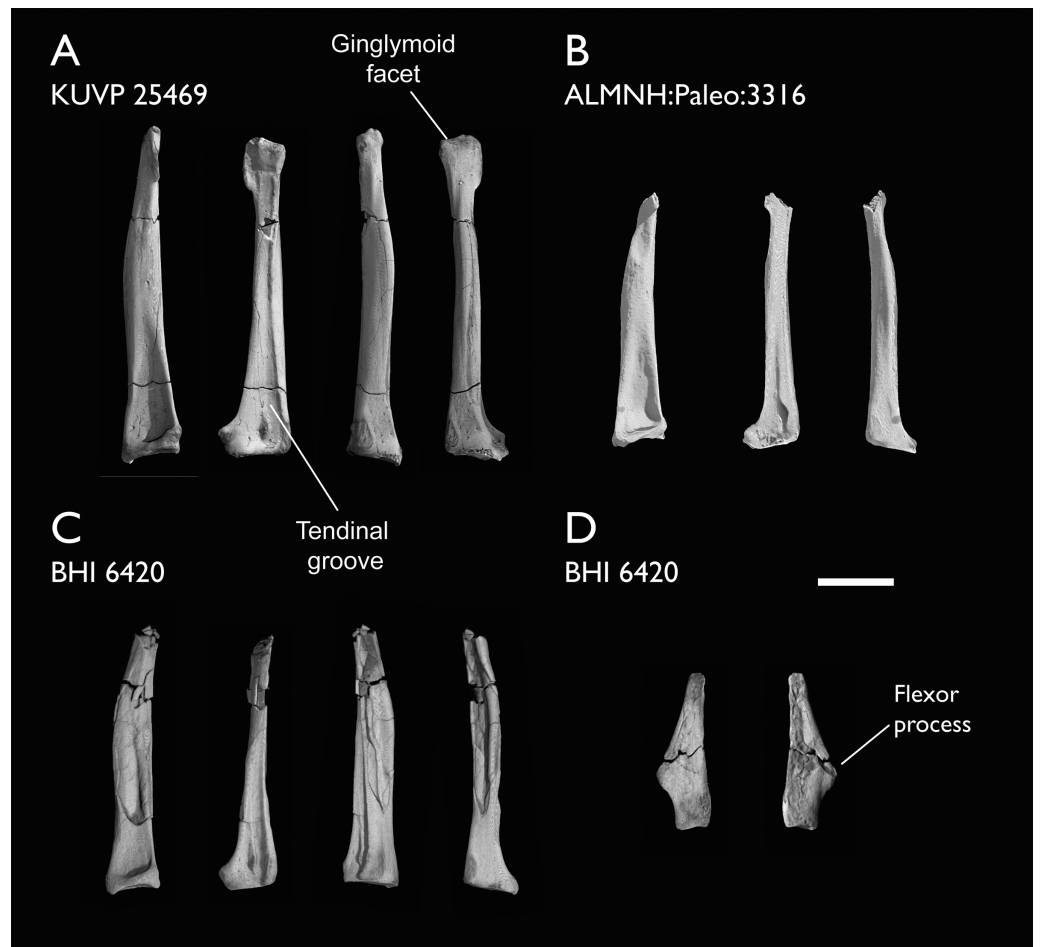 A
KUVP 25469
Ginglymoid
facet
B
ALMNH:Paleo:3316
Tendinal
groove
C
BHI 6420
D
BHI 6420
Flexor
process